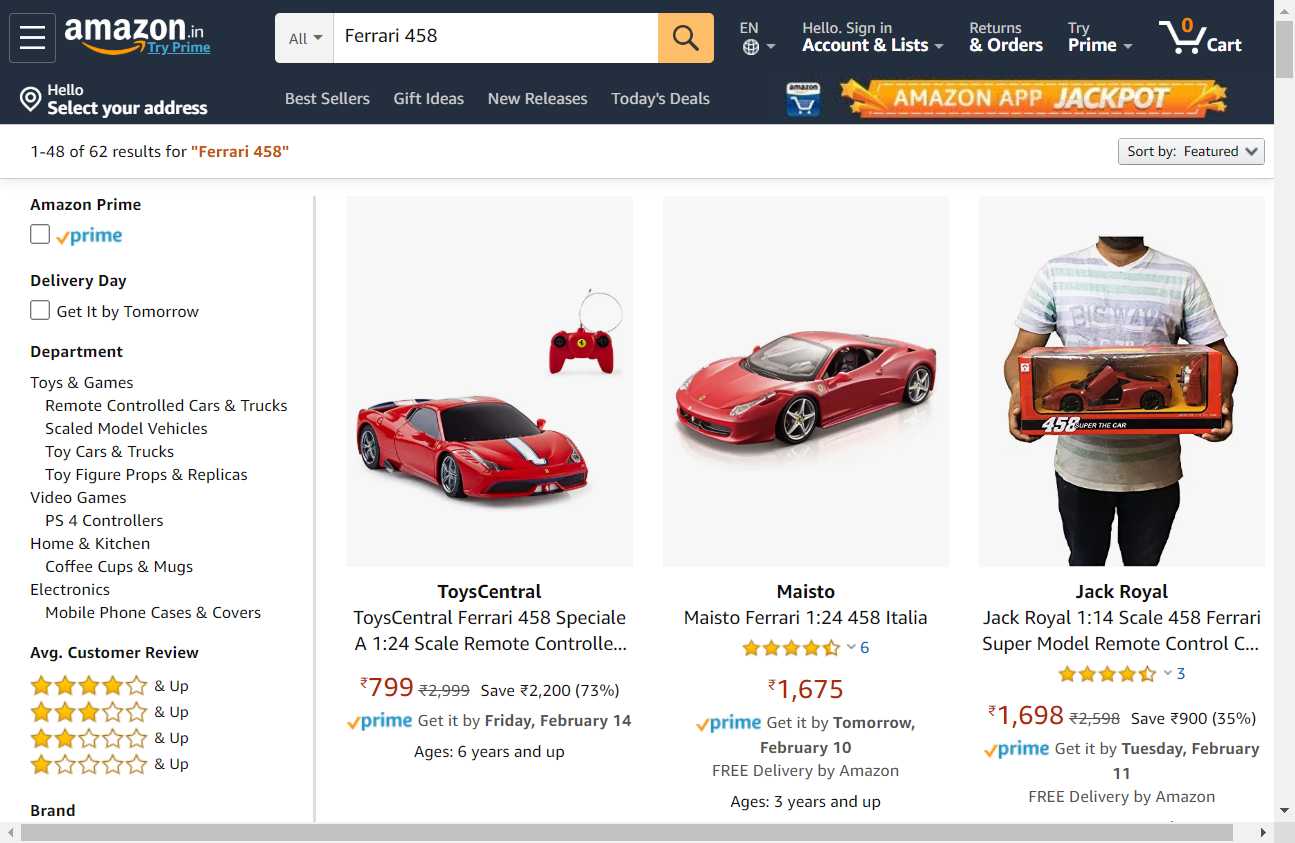 amazon.in
Try Prime
All
Ferrari 458
EN
Hello. Sign in
Account & Lists
Returns
& Orders
Try
Prime
0
Cart
Hello
Select your address
Best Sellers
Gift Ideas
New Releases
Today's Deals
amazon
AMAZON APP JACKPOT
1-48 of 62 results for "Ferrari 458"
Sort by: Featured
Amazon Prime
prime
Delivery Day
Get It by Tomorrow
Department
Toys & Games
Remote Controlled Cars & Trucks
Scaled Model Vehicles
Toy Cars & Trucks
Toy Figure Props & Replicas
Video Games
PS 4 Controllers
Home & Kitchen
Coffee Cups & Mugs
Electronics
Mobile Phone Cases & Covers
Avg. Customer Review
& Up
& Up
& Up
& Up
Brand
ToysCentral
ToysCentral Ferrari 458 Speciale
A 1:24 Scale Remote Controlle...
₹799 ₹2,999 Save ₹2,200 (73%)
prime Get it by Friday, February 14
Ages: 6 years and up
Maisto
Maisto Ferrari 1:24 458 Italia
6
₹1,675
prime Get it by Tomorrow,
February 10
FREE Delivery by Amazon
Ages: 3 years and up
BIG WAVE
458 SUPER THE CAR
Jack Royal
Jack Royal 1:14 Scale 458 Ferrari
Super Model Remote Control C...
3
₹1,698 ₹2,598 Save ₹900 (35%)
prime Get it by Tuesday, February
11
FREE Delivery by Amazon